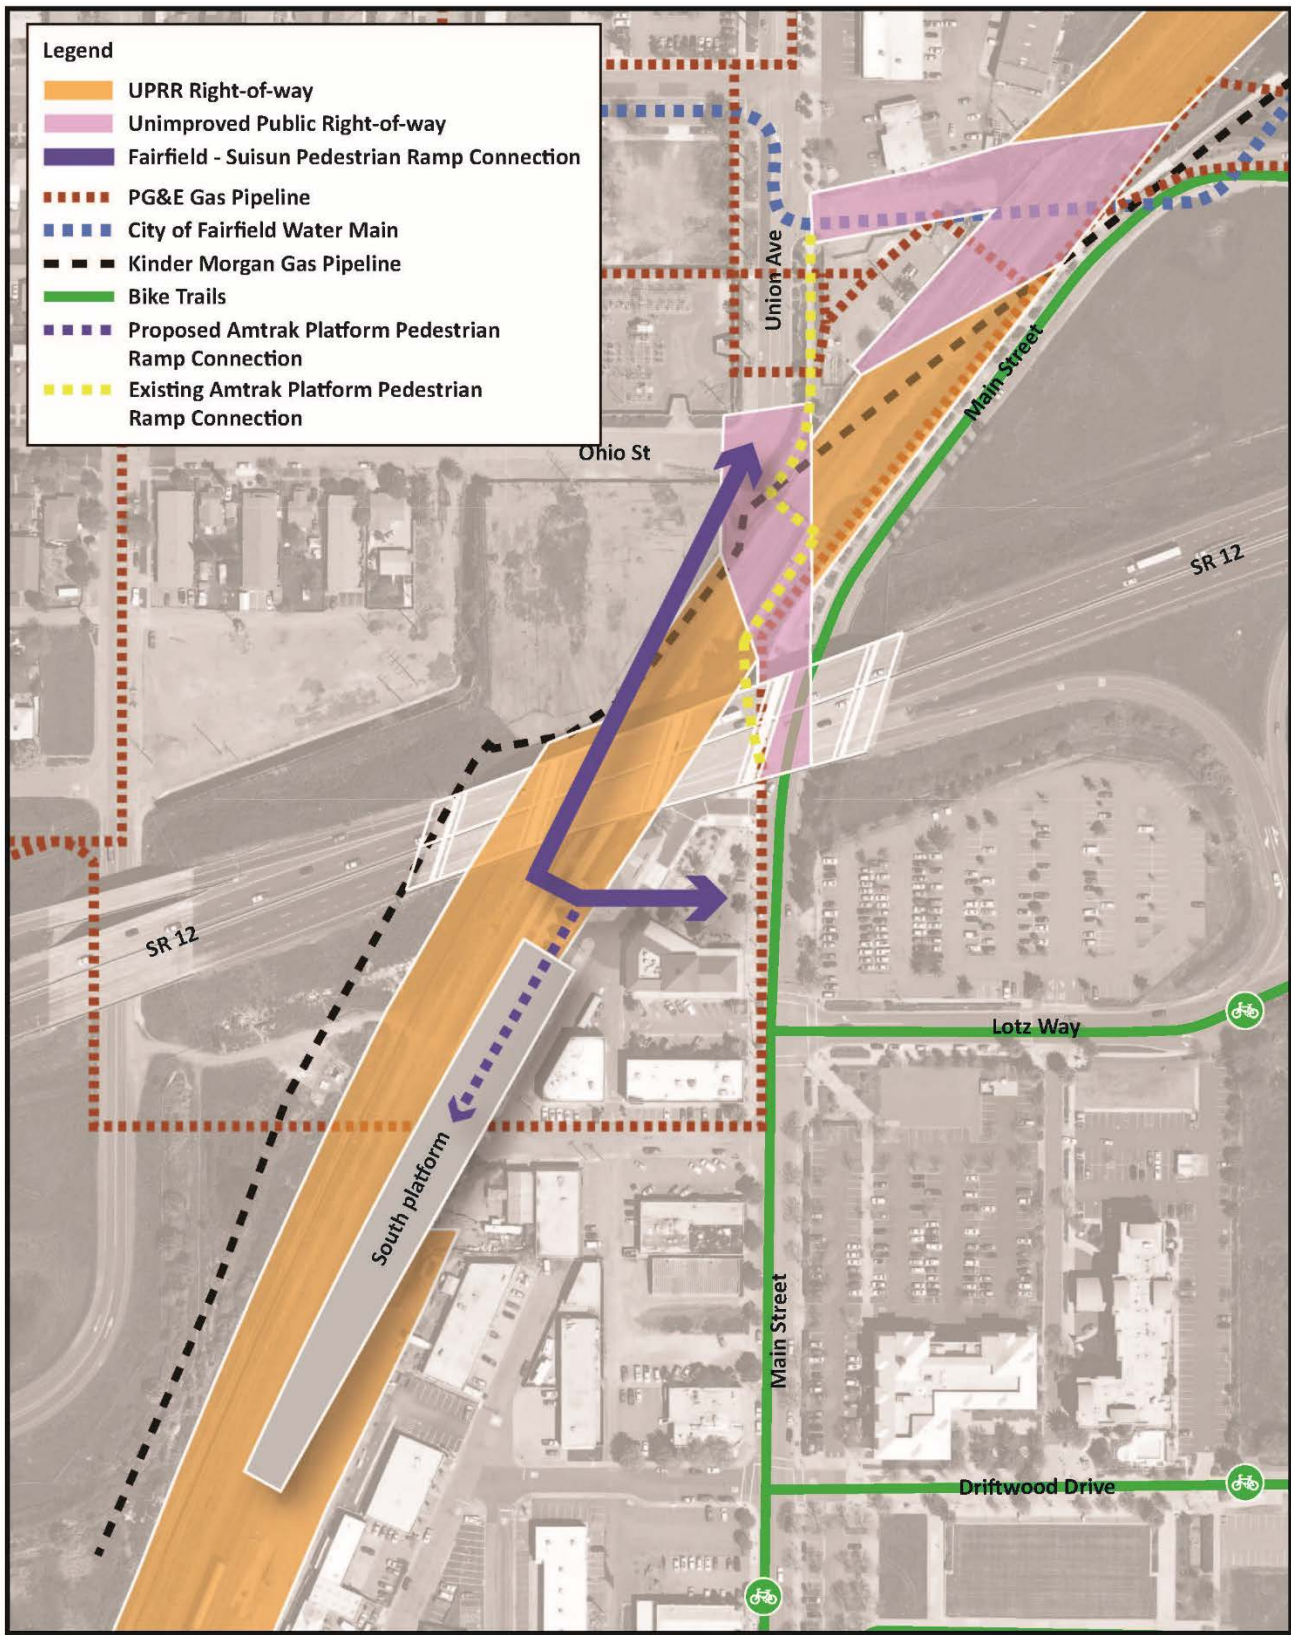 Legend
UPRR Right-of-way
Unimproved Public Right-of-way
Fairfield - Suisun Pedestrian Ramp Connection
PG&E Gas Pipeline
City of Fairfield Water Main
Kinder Morgan Gas Pipeline
Bike Trails
Proposed Amtrak Platform Pedestrian
Ramp Connection
Existing Amtrak Platform Pedestrian
Ramp Connection
Union Ave
Main Street
Ohio St
SR 12
SR 12
Lotz Way
South platform
Main Street
Driftwood Drive